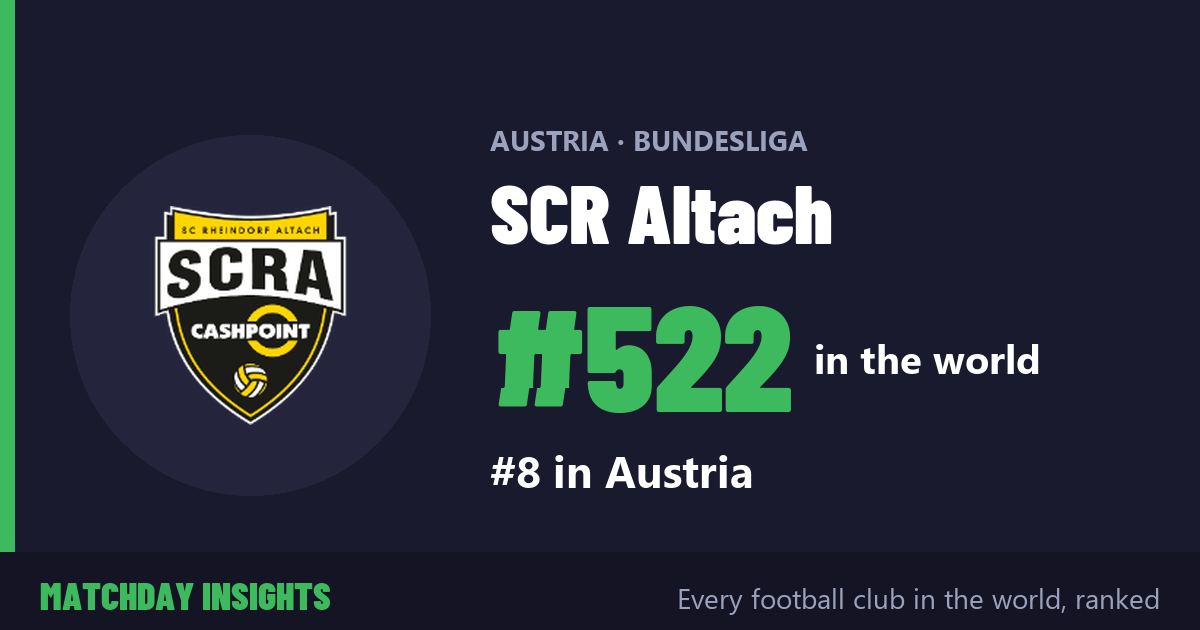 AUSTRIA · BUNDESLIGA
SCR Altach
SC RHEINDORF ALTACH
SCRA
CASHPOINT
#522 in the world
#8 in Austria
MATCHDAY INSIGHTS
Every football club in the world, ranked